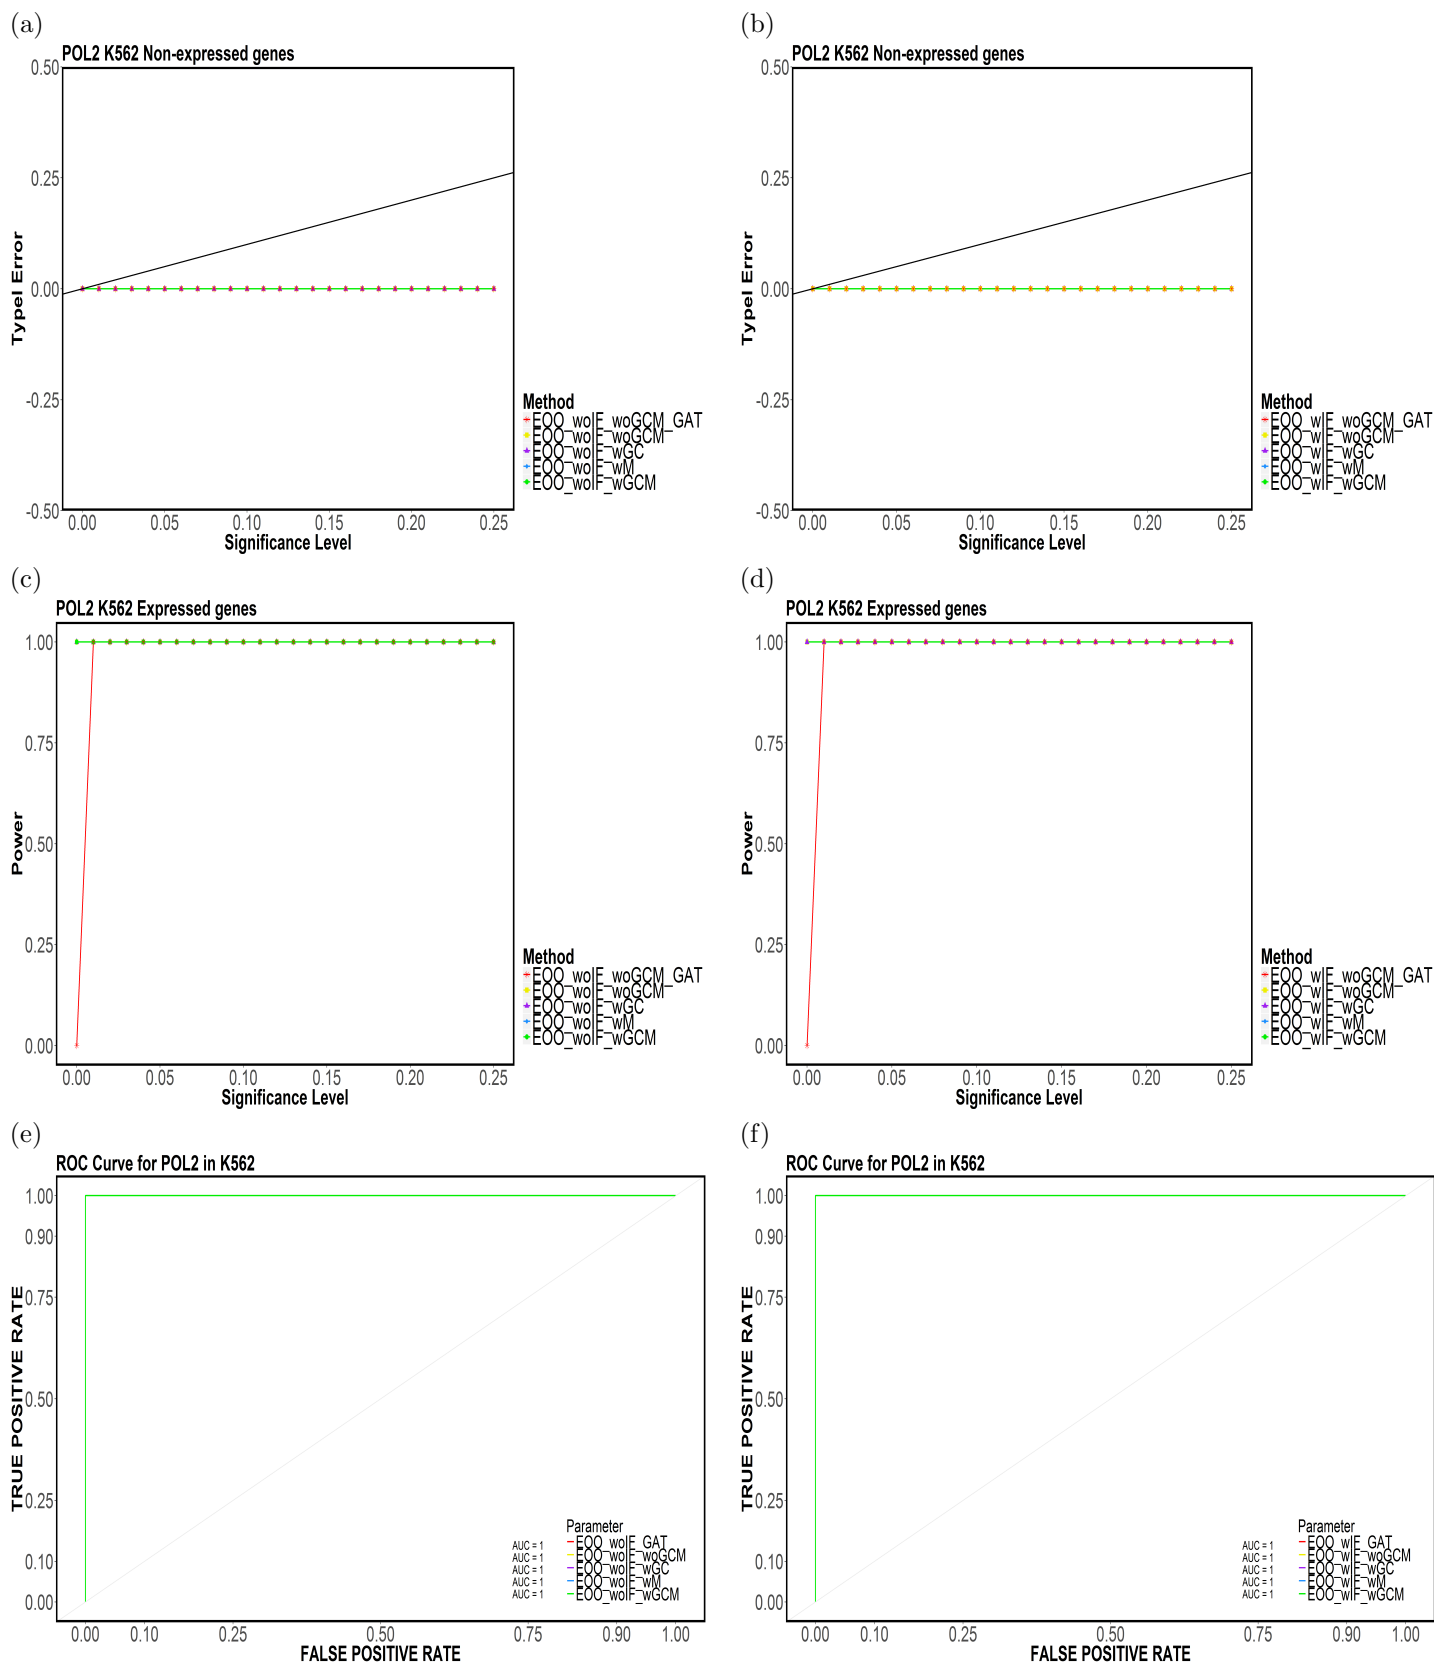 (a)
POL2 K562 Non-expressed genes
0.50
0.25
0.00
-0.25
-0.50
TypeI Error
0.00 0.05 0.10 0.15 0.20 0.25
Significance Level
Method
EOO_woIF_woGCM_GAT
EOO_woIF_woGCM
EOO_woIF_wGC
EOO_woIF_wM
EOO_woIF_wGCM
(b)
POL2 K562 Non-expressed genes
0.50
0.25
0.00
-0.25
-0.50
TypeI Error
0.00 0.05 0.10 0.15 0.20 0.25
Significance Level
Method
EOO_wIF_woGCM_GAT
EOO_wIF_woGCM
EOO_wIF_wGC
EOO_wIF_wM
EOO_wIF_wGCM
(c)
POL2 K562 Expressed genes
1.00
0.75
0.50
0.25
0.00
Power
0.00 0.05 0.10 0.15 0.20 0.25
Significance Level
Method
EOO_woIF_woGCM_GAT
EOO_woIF_woGCM
EOO_woIF_wGC
EOO_woIF_wM
EOO_woIF_wGCM
(d)
POL2 K562 Expressed genes
1.00
0.75
0.50
0.25
0.00
Power
0.00 0.05 0.10 0.15 0.20 0.25
Significance Level
Method
EOO_wIF_woGCM_GAT
EOO_wIF_woGCM
EOO_wIF_wGC
EOO_wIF_wM
EOO_wIF_wGCM
(e)
ROC Curve for POL2 in K562
1.00
0.90
0.75
0.50
0.25
0.10
0.00
TRUE POSITIVE RATE
0.00 0.10 0.25 0.50 0.75 0.90 1.00
FALSE POSITIVE RATE
Parameter
AUC = 1 EOO_woIF_GAT
AUC = 1 EOO_woIF_woGCM
AUC = 1 EOO_woIF_wGC
AUC = 1 EOO_woIF_wM
AUC = 1 EOO_woIF_wGCM
(f)
ROC Curve for POL2 in K562
1.00
0.90
0.75
0.50
0.25
0.10
0.00
TRUE POSITIVE RATE
0.00 0.10 0.25 0.50 0.75 0.90 1.00
FALSE POSITIVE RATE
Parameter
AUC = 1 EOO_wIF_GAT
AUC = 1 EOO_wIF_woGCM
AUC = 1 EOO_wIF_wGC
AUC = 1 EOO_wIF_wM
AUC = 1 EOO_wIF_wGCM